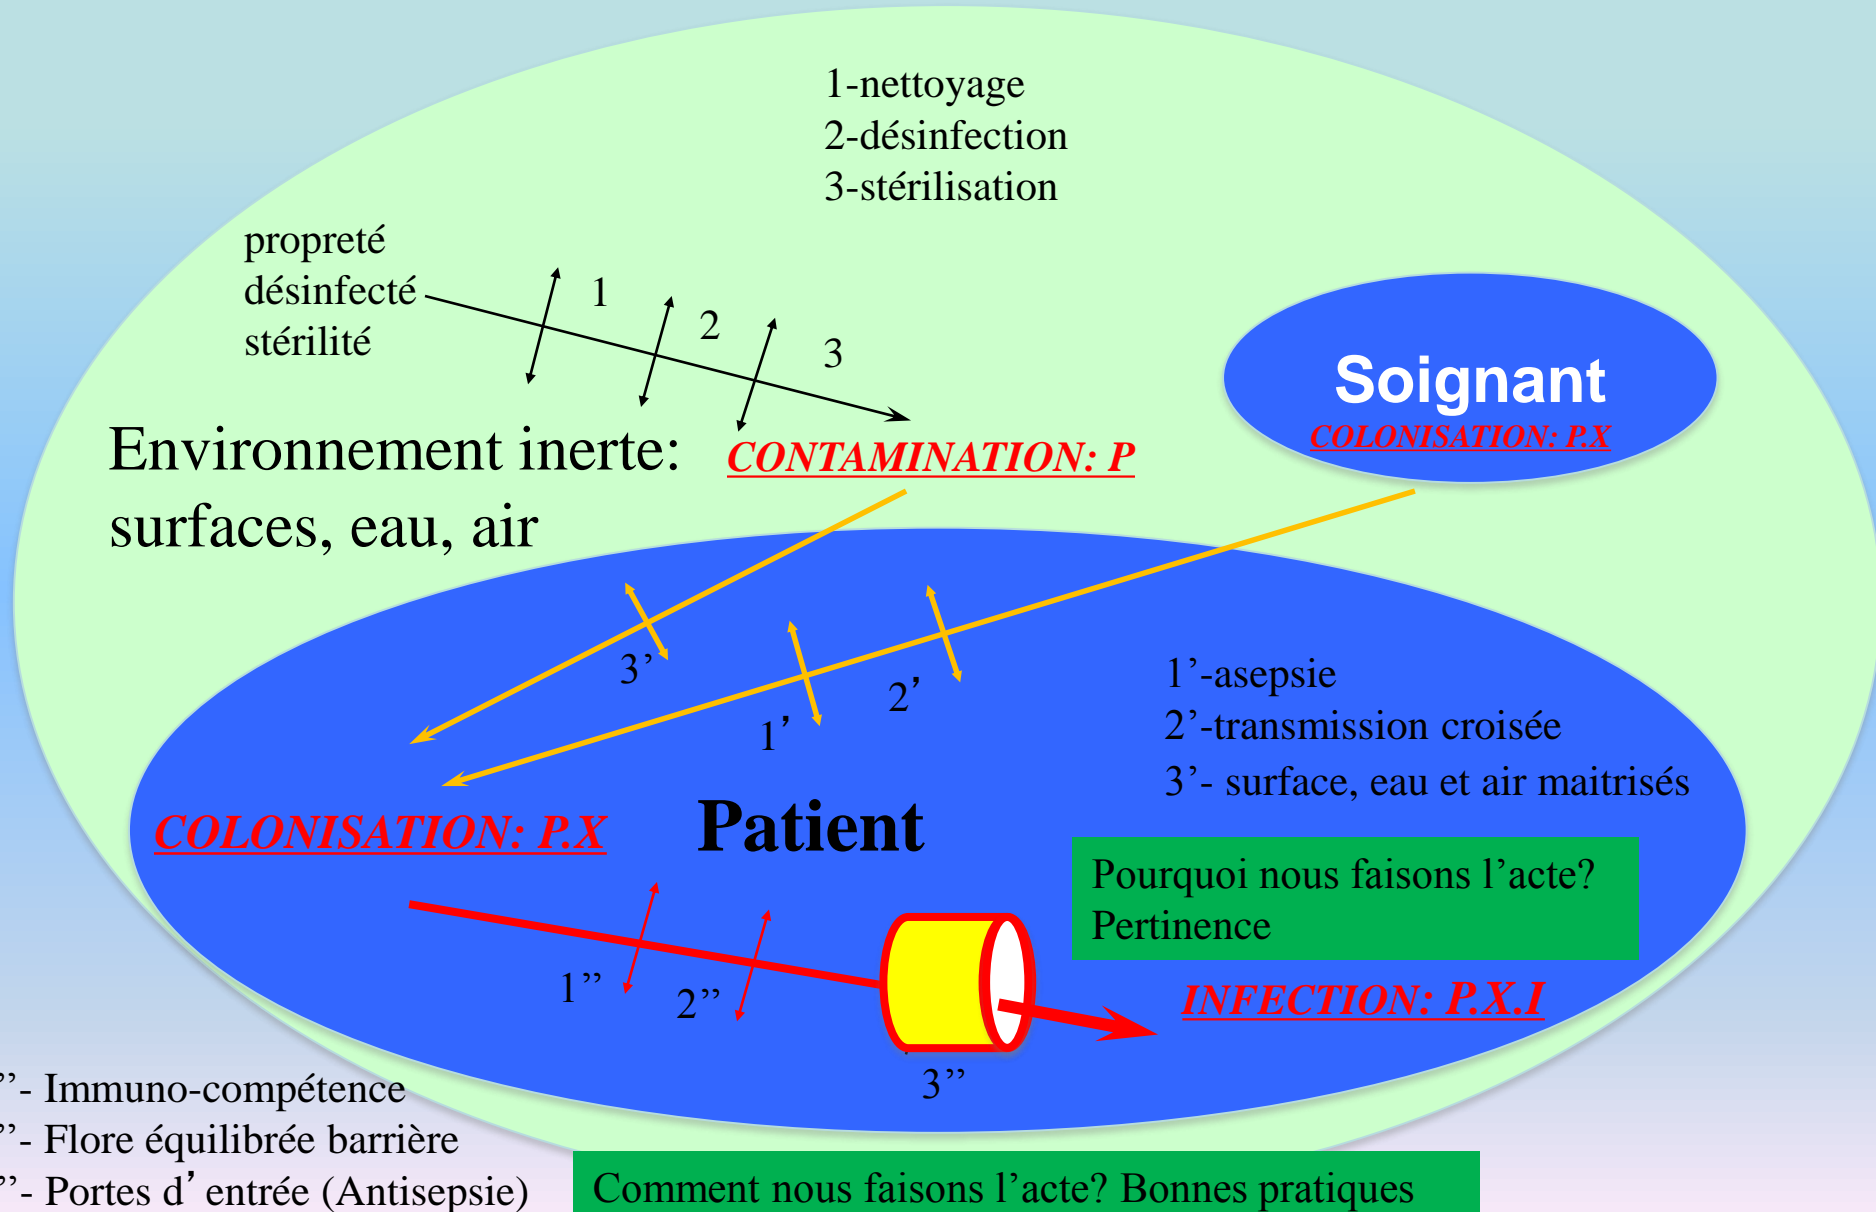 1-nettoyage
2-désinfection
3-stérilisation
propreté
désinfecté
stérilité
1
2
3
Soignant
COLONISATION: P.X
Environnement inerte:
surfaces, eau, air
CONTAMINATION: P
3’
1’
2’
1’-asepsie
2’-transmission croisée
3’- surface, eau et air maitrisés
COLONISATION: P.X
Patient
Pourquoi nous faisons l’acte?
Pertinence
1’’
2’’
3’’
INFECTION: P.X.I
’’- Immuno-compétence
’’- Flore équilibrée barrière
’’- Portes d’entrée (Antisepsie)
Comment nous faisons l’acte? Bonnes pratiques